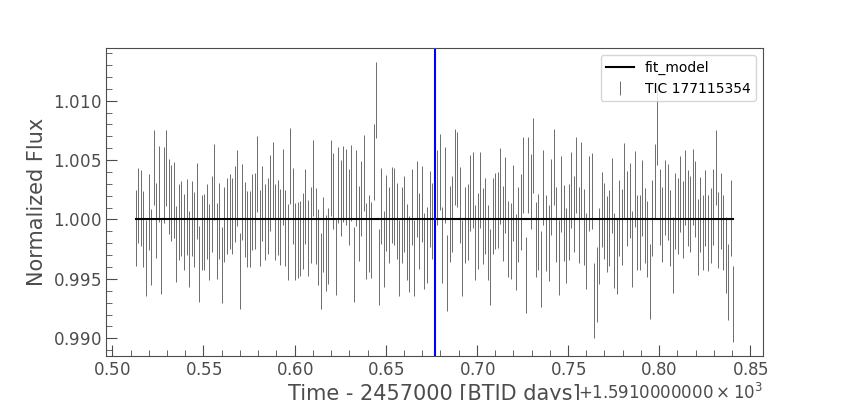 fit_model
TIC 177115354
Normalized Flux
1.010
1.005
1.000
0.995
0.990
0.50
0.55
0.60
0.65
0.70
0.75
0.80
0.85
Time - 2457000 [BTJD days]
+1.5910000000 × 10³